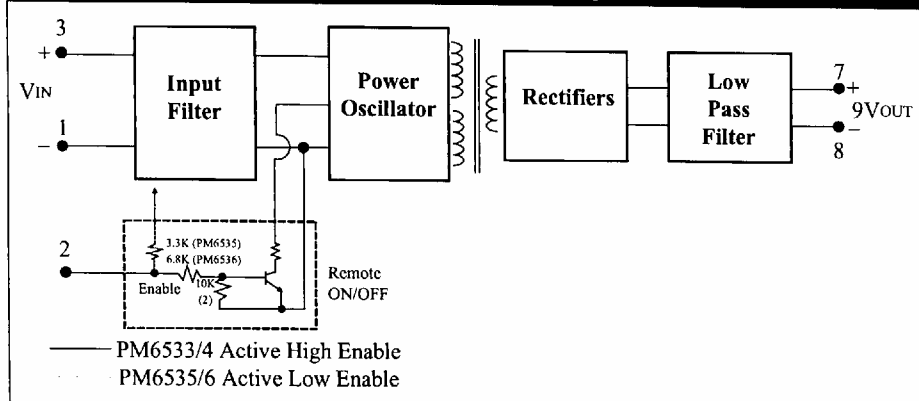 3
+
VIN
1
−
Input
Filter
Power
Oscillator
Rectifiers
Low
Pass
Filter
7
+
9VOUT
−
8
2
3.3K (PM6535)
6.8K (PM6536)
Enable
10K
(2)
Remote
ON/OFF
PM6533/4 Active High Enable
PM6535/6 Active Low Enable